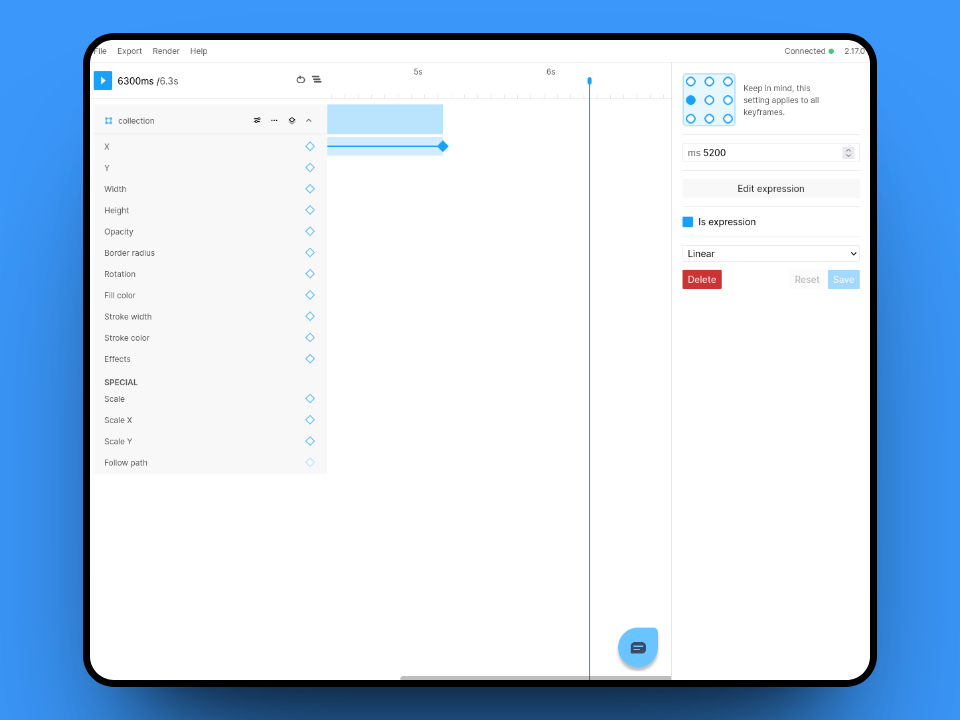 File Export Render Help
Connected 2.17.0
6300ms /6.3s
5s 6s
collection
X
Y
Width
Height
Opacity
Border radius
Rotation
Fill color
Stroke width
Stroke color
Effects
SPECIAL
Scale
Scale X
Scale Y
Follow path
Keep in mind, this
setting applies to all
keyframes.
ms 5200
Edit expression
Is expression
Linear
Delete Reset Save